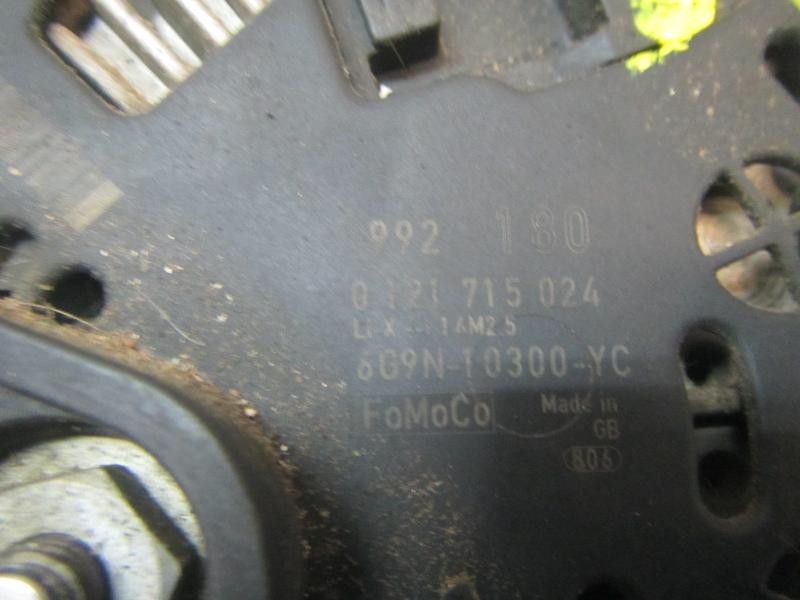 992 180
0 121 715 024
14M2.5
6G9N-10300-YC
FoMoCo Made in
GB
806